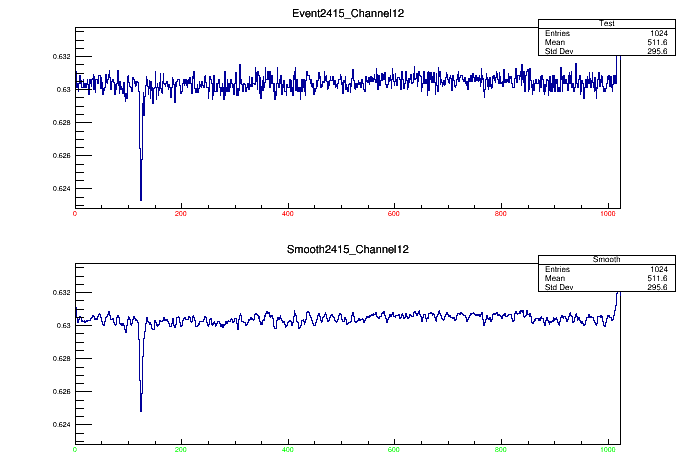 Event2415_Channel12
Test
Entries 1024
Mean 511.6
Std Dev 295.6
0.632
0.63
0.628
0.626
0.624
0 200 400 600 800 1000
Smooth2415_Channel12
Smooth
Entries 1024
Mean 511.6
Std Dev 295.6
0.632
0.63
0.628
0.626
0.624
0 200 400 600 800 1000